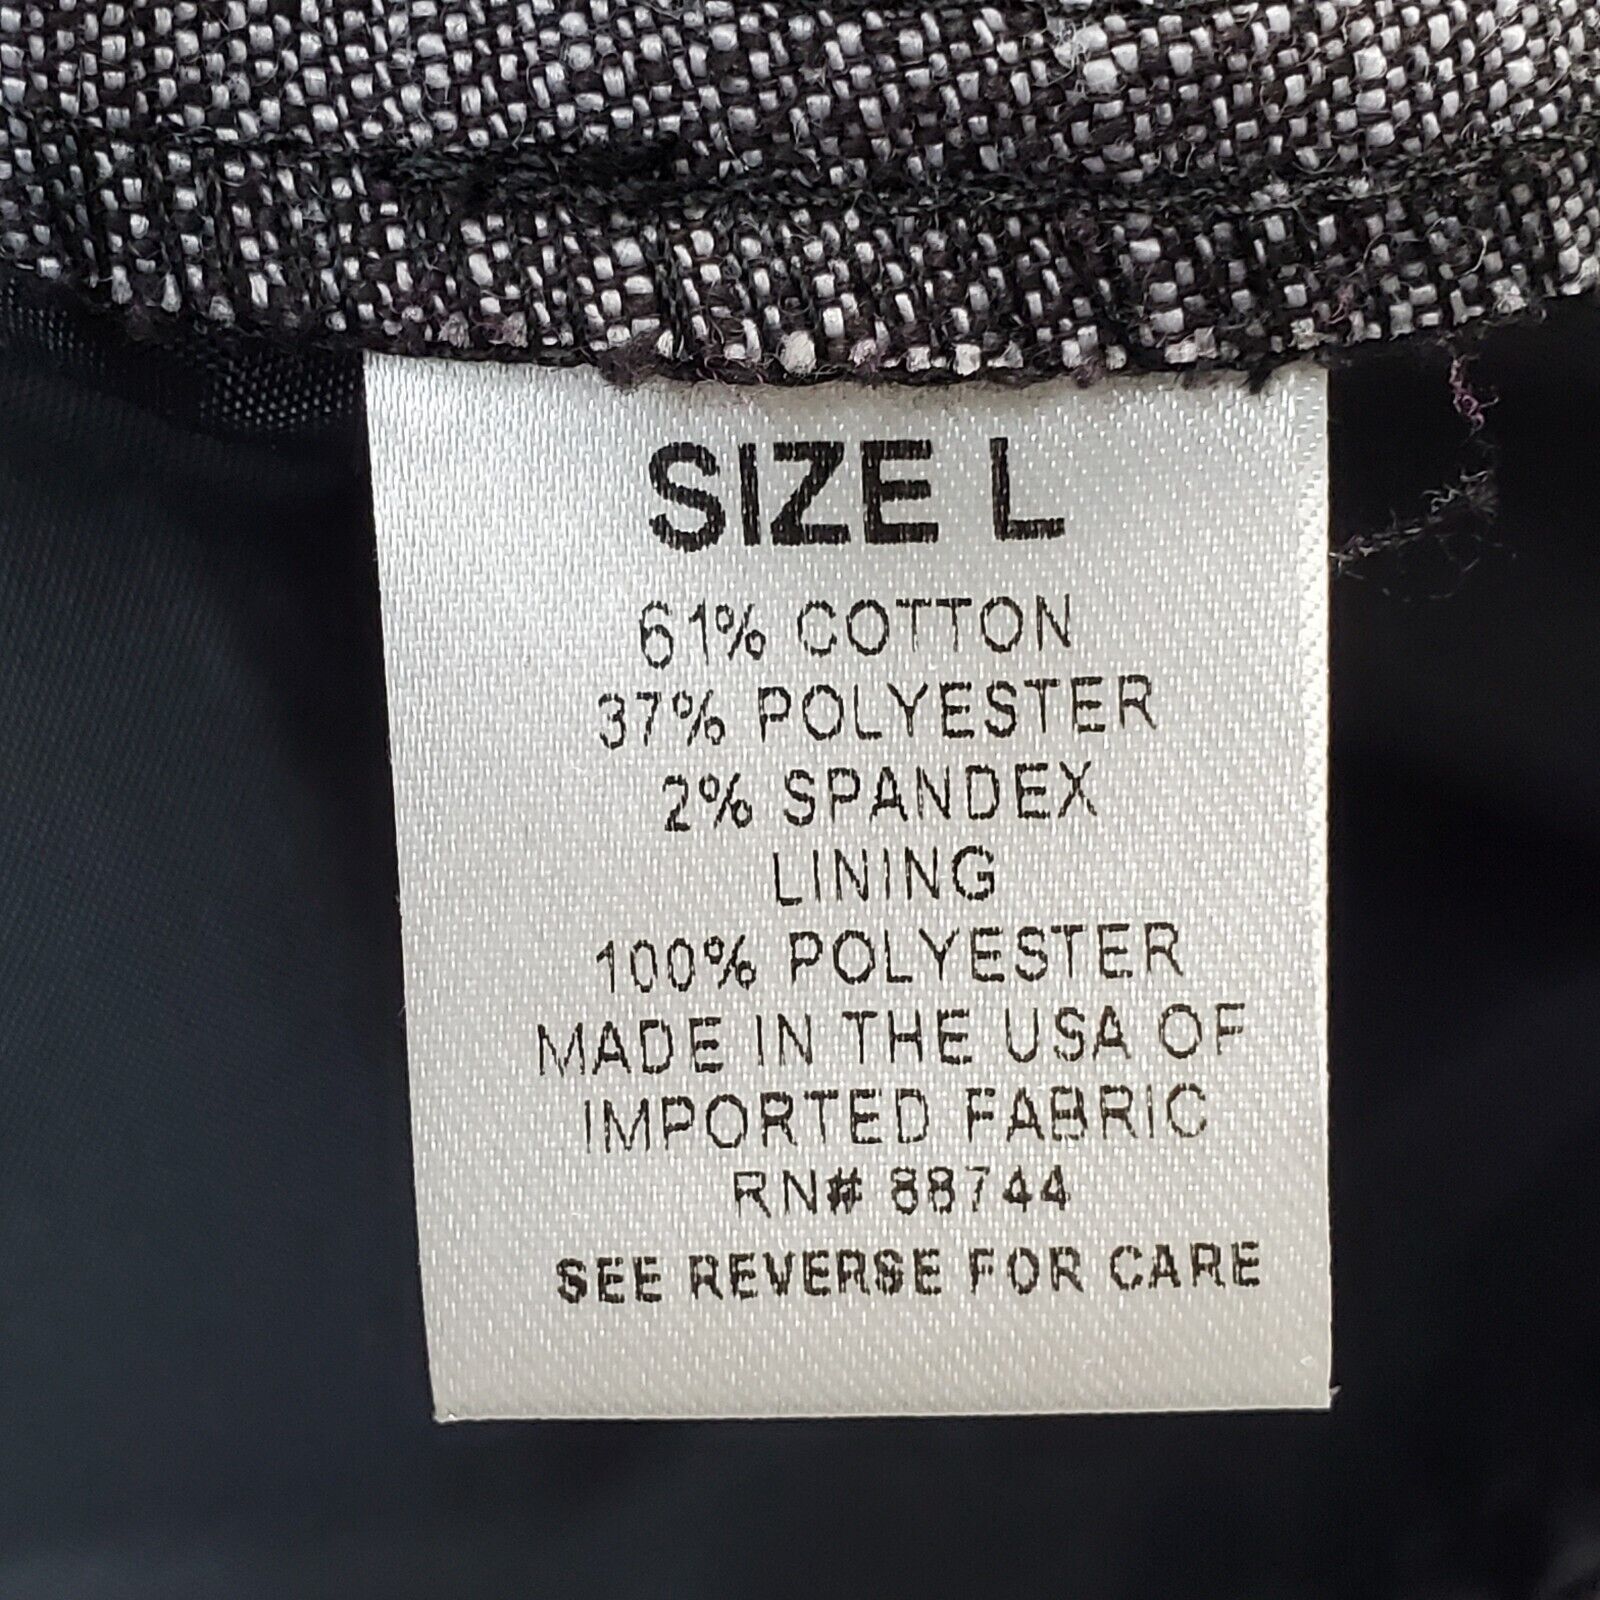 SIZE L
61% COTTON
37% POLYESTER
2% SPANDEX
LINING
100% POLYESTER
MADE IN THE USA OF
IMPORTED FABRIC
RN# 88744
SEE REVERSE FOR CARE